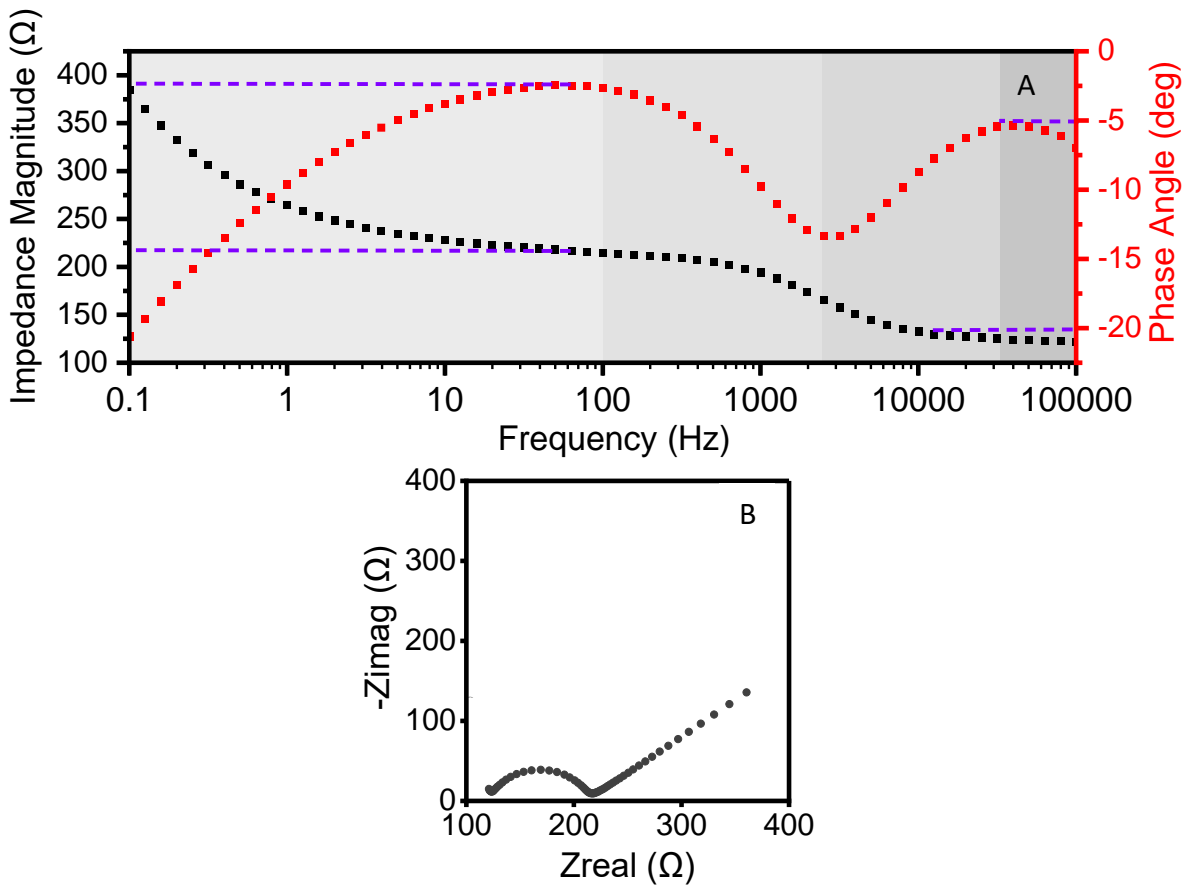 Impedance Magnitude (Ω)
400
350
300
250
200
150
100
A
0
-5
-10
-15
-20
Phase Angle (deg)
0.1 1 10 100 1000 10000 100000
Frequency (Hz)
-Zimag (Ω)
400
300
200
100
0
B
100 200 300 400
Zreal (Ω)